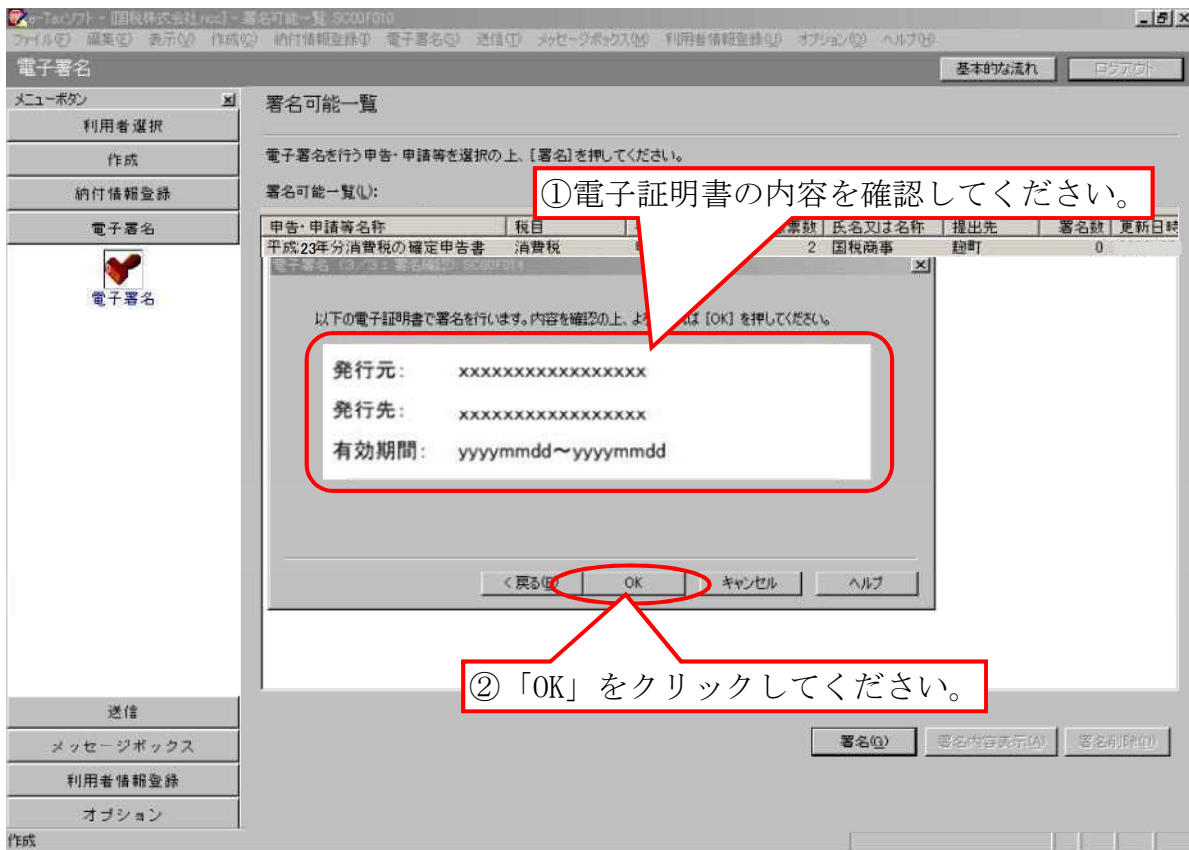 e-Taxソフト - [国税株式会社.ncc] - 署名可能一覧 SC00F010
ファイル(F) 編集(E) 表示(V) 作成(C) 納付情報登録(I) 電子署名(S) 送信(T) メッセージボックス(M) 利用者情報登録(U) オプション(O) ヘルプ(H)
電子署名 基本的な流れ ログアウト
メニューボタン
利用者選択
作成
納付情報登録
電子署名
電子署名
送信
メッセージボックス
利用者情報登録
オプション
署名可能一覧
電子署名を行う申告・申請等を選択の上、[署名]を押してください。
署名可能一覧(L):
①電子証明書の内容を確認してください。
申告・申請等名称 税目 票数 氏名又は名称 提出先 署名数 更新日時
平成23年分消費税の確定申告書 消費税 2 国税商事 麹町 0
電子署名 (3/3:署名確認) SC00F014
以下の電子証明書で署名を行います。内容を確認の上、よ ば [OK] を押してください。
発行元: xxxxxxxxxxxxxxxxx
発行先: xxxxxxxxxxxxxxxxx
有効期間: yyyymmdd～yyyymmdd
<戻る(B) OK キャンセル ヘルプ
②「OK」をクリックしてください。
署名(G) 署名内容表示(A) 署名削除(D)
作成